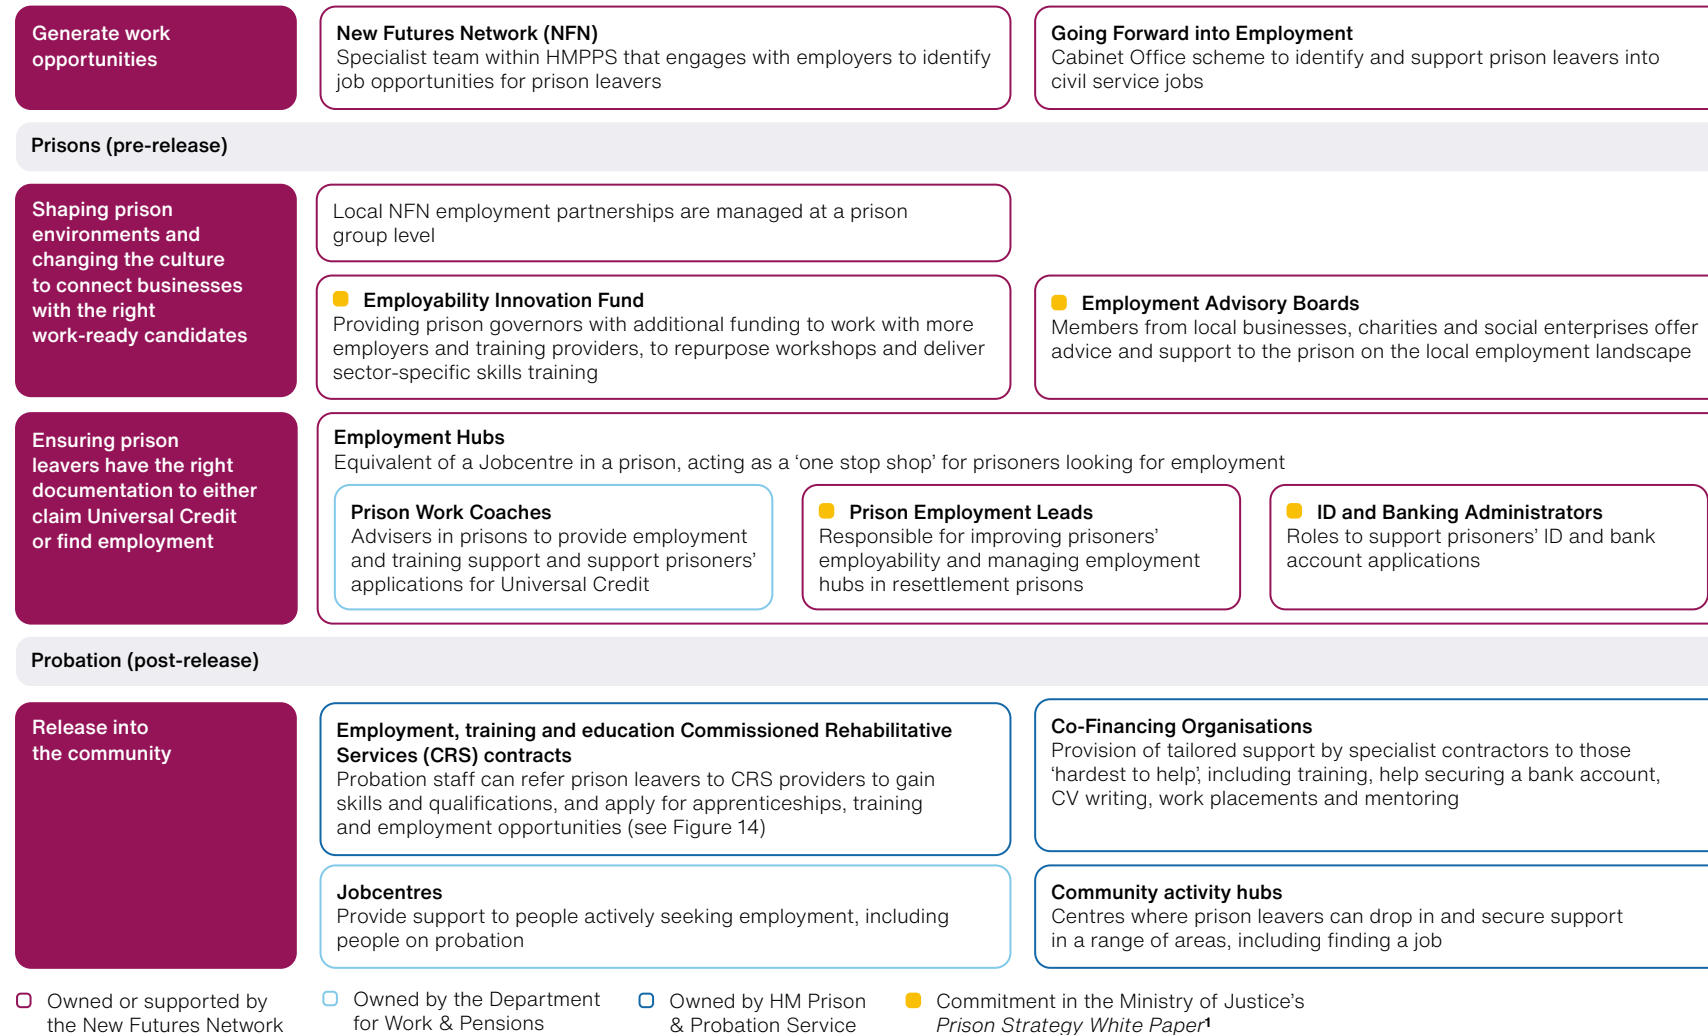 Generate work
opportunities
New Futures Network (NFN)
Specialist team within HMPPS that engages with employers to identify
job opportunities for prison leavers
Going Forward into Employment
Cabinet Office scheme to identify and support prison leavers into
civil service jobs
Prisons (pre-release)
Shaping prison
environments and
changing the culture
to connect businesses
with the right
work-ready candidates
Local NFN employment partnerships are managed at a prison
group level
Employability Innovation Fund
Providing prison governors with additional funding to work with more
employers and training providers, to repurpose workshops and deliver
sector-specific skills training
Employment Advisory Boards
Members from local businesses, charities and social enterprises offer
advice and support to the prison on the local employment landscape
Ensuring prison
leavers have the right
documentation to either
claim Universal Credit
or find employment
Employment Hubs
Equivalent of a Jobcentre in a prison, acting as a ‘one stop shop’ for prisoners looking for employment
Prison Work Coaches
Advisers in prisons to provide employment
and training support and support prisoners’
applications for Universal Credit
Prison Employment Leads
Responsible for improving prisoners’
employability and managing employment
hubs in resettlement prisons
ID and Banking Administrators
Roles to support prisoners’ ID and bank
account applications
Probation (post-release)
Release into
the community
Employment, training and education Commissioned Rehabilitative
Services (CRS) contracts
Probation staff can refer prison leavers to CRS providers to gain
skills and qualifications, and apply for apprenticeships, training
and employment opportunities (see Figure 14)
Co-Financing Organisations
Provision of tailored support by specialist contractors to those
‘hardest to help’, including training, help securing a bank account,
CV writing, work placements and mentoring
Jobcentres
Provide support to people actively seeking employment, including
people on probation
Community activity hubs
Centres where prison leavers can drop in and secure support
in a range of areas, including finding a job
Owned or supported by
the New Futures Network
Owned by the Department
for Work & Pensions
Owned by HM Prison
& Probation Service
Commitment in the Ministry of Justice’s
Prison Strategy White Paper¹